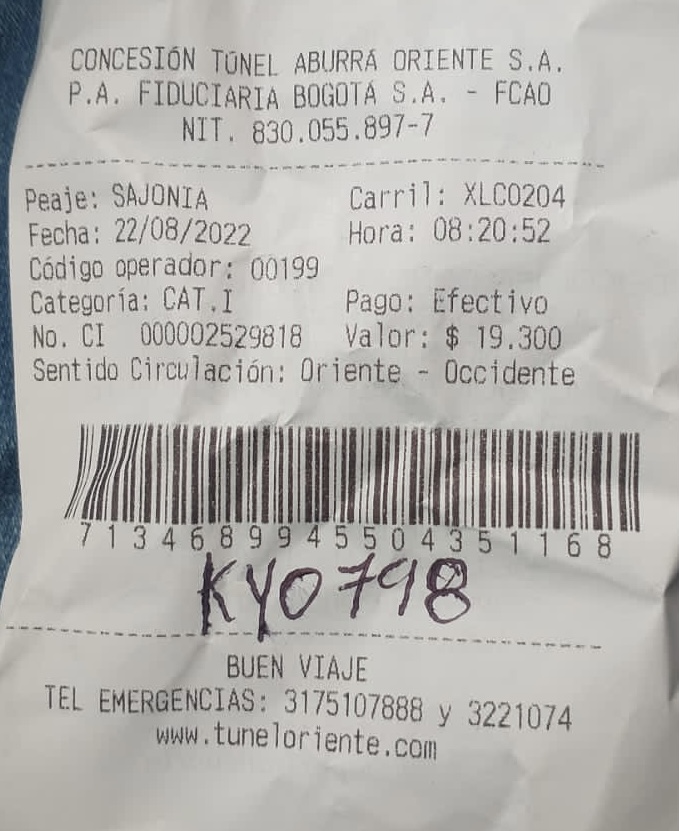 CONCESIÓN TÚNEL ABURRÁ ORIENTE S.A.
P.A. FIDUCIARIA BOGOTÁ S.A. - FCAO
NIT. 830.055.897-7
Peaje: SAJONIA Carril: XLC0204
Fecha: 22/08/2022 Hora: 08:20:52
Código operador: 00199
Categoría: CAT.I Pago: Efectivo
No. CI 000002529818 Valor: $ 19.300
Sentido Circulación: Oriente - Occidente
7134689945504351168
KYO798
BUEN VIAJE
TEL EMERGENCIAS: 3175107888 y 3221074
www.tuneloriente.com